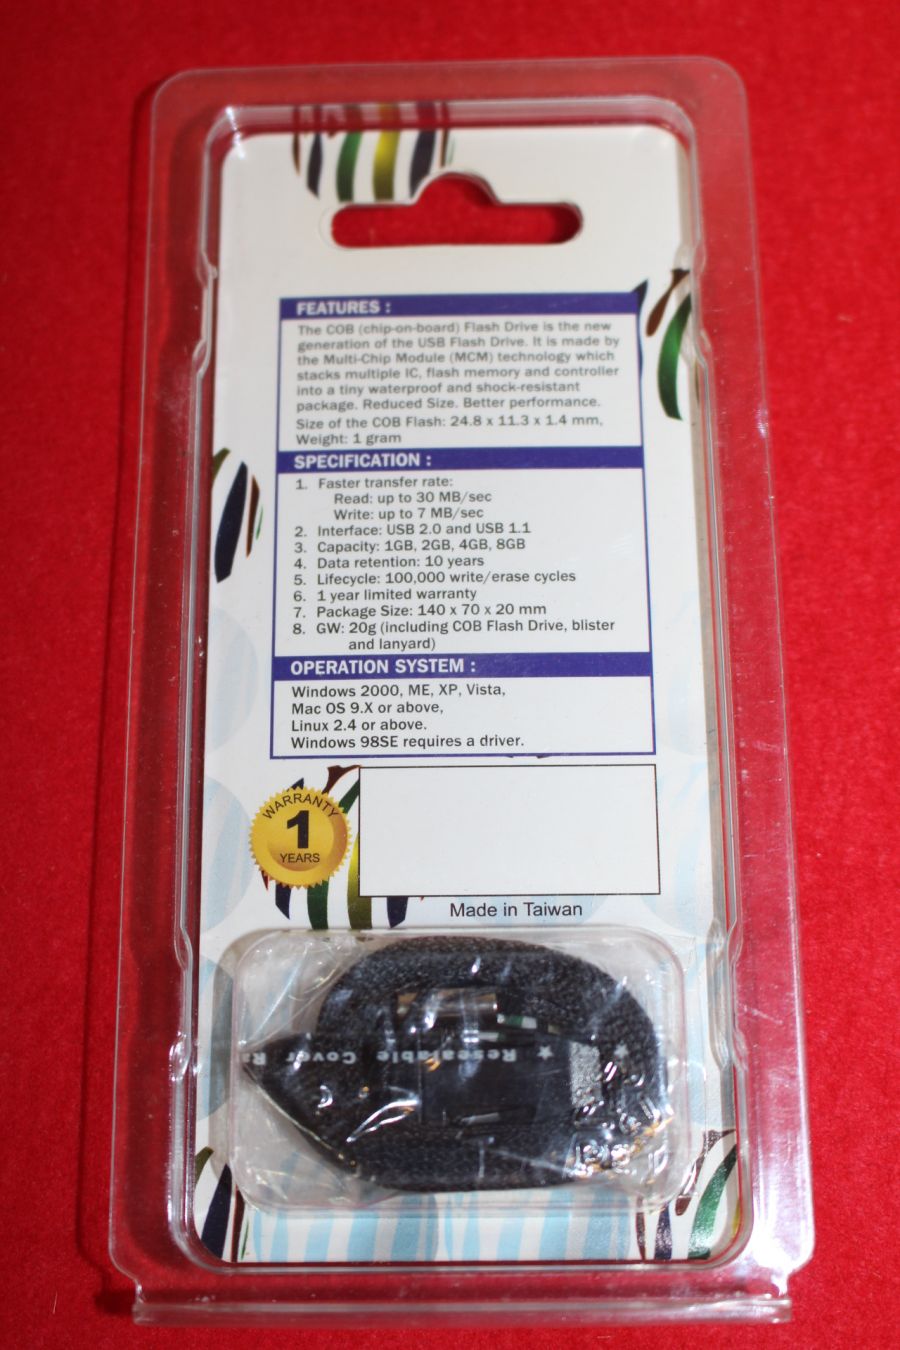 FEATURES :
The COB (chip-on-board) Flash Drive is the new
generation of the USB Flash Drive. It is made by
the Multi-Chip Module (MCM) technology which
stacks multiple IC, flash memory and controller
into a tiny waterproof and shock-resistant
package. Reduced Size. Better performance.
Size of the COB Flash: 24.8 x 11.3 x 1.4 mm,
Weight: 1 gram
SPECIFICATION :
1. Faster transfer rate:
Read: up to 30 MB/sec
Write: up to 7 MB/sec
2. Interface: USB 2.0 and USB 1.1
3. Capacity: 1GB, 2GB, 4GB, 8GB
4. Data retention: 10 years
5. Lifecycle: 100,000 write/erase cycles
6. 1 year limited warranty
7. Package Size: 140 x 70 x 20 mm
8. GW: 20g (including COB Flash Drive, blister
and lanyard)
OPERATION SYSTEM :
Windows 2000, ME, XP, Vista,
Mac OS 9.X or above,
Linux 2.4 or above.
Windows 98SE requires a driver.
WARRANTY
1
YEARS
Made in Taiwan
★ Resealable Cover